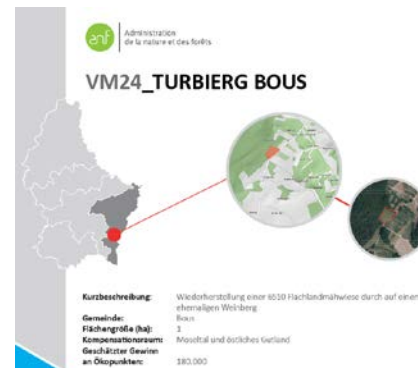 anf
Administration
de la nature et des forêts
VM24_TURBIERG BOUS
Kurzbeschreibung: Wiederherstellung einer 6510 Flachlandmähwiese durch auf einen
ehemaligen Weinberg
Gemeinde: Bous
Flächengröße (ha): 1
Kompensationsraum: Moseltal und östliches Gutland
Geschätzter Gewinn
an Ökopunkten: 180.000